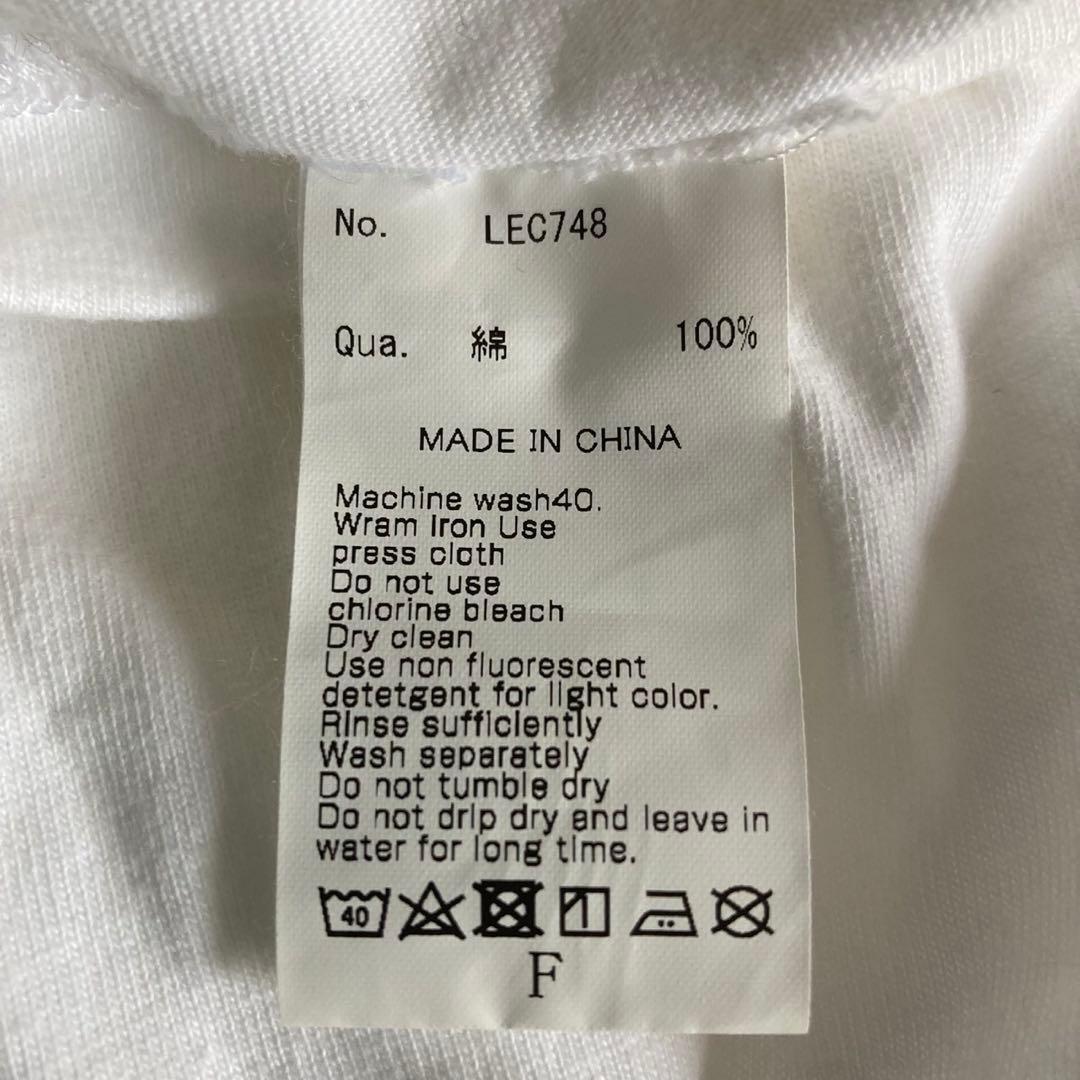 No. LEC748
Qua. 綿 100%
MADE IN CHINA
Machine wash40.
Wram Iron Use
press cloth
Do not use
chlorine bleach
Dry clean
Use non fluorescent
detetgent for light color.
Rinse sufficiently
Wash separately
Do not tumble dry
Do not drip dry and leave in
water for long time.
40
F